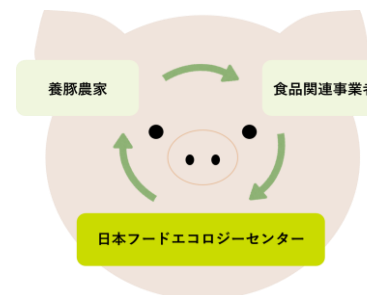 養豚農家
食品関連事業者
日本フードエコロジーセンター